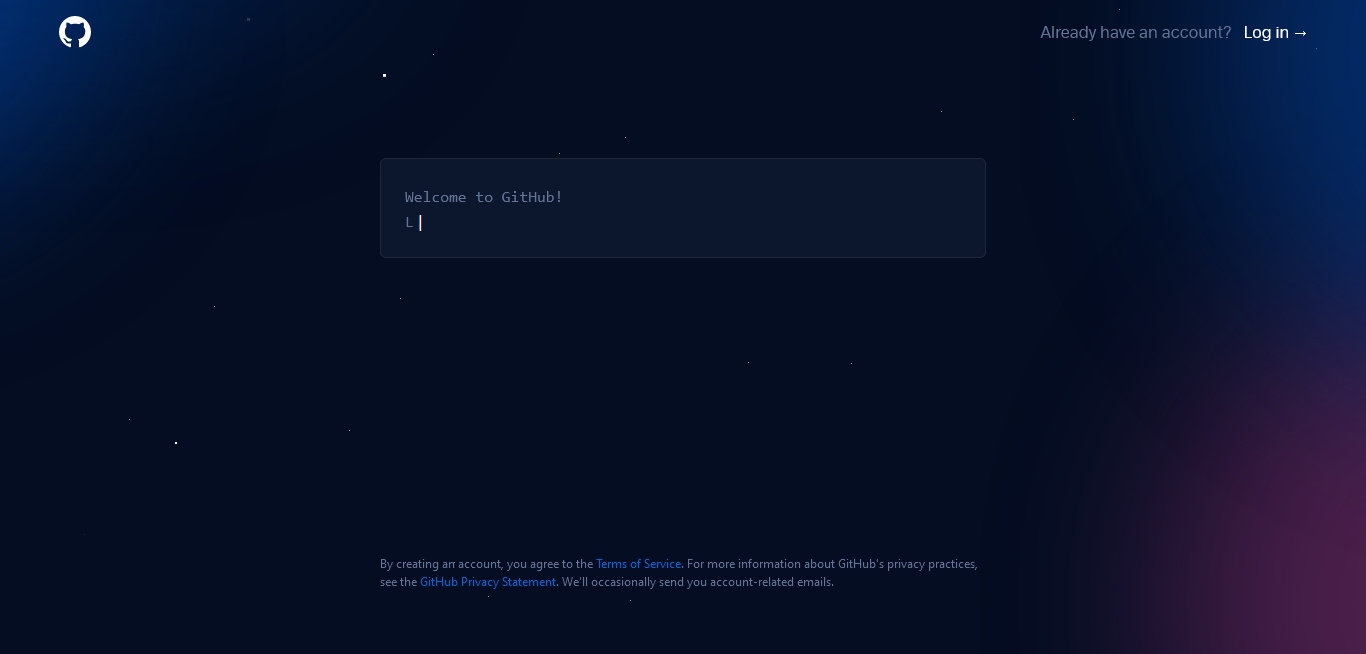 Already have an account? Log in →
Welcome to GitHub!
L
By creating an account, you agree to the Terms of Service. For more information about GitHub's privacy practices,
see the GitHub Privacy Statement. We'll occasionally send you account-related emails.